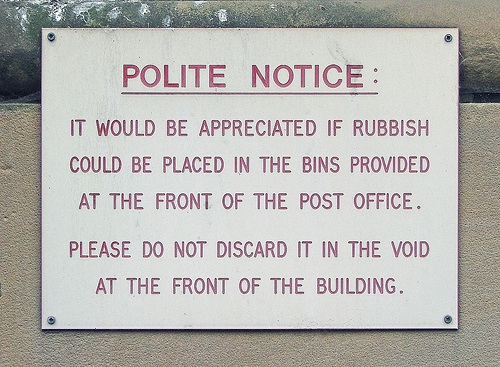 POLITE NOTICE:
IT WOULD BE APPRECIATED IF RUBBISH
COULD BE PLACED IN THE BINS PROVIDED
AT THE FRONT OF THE POST OFFICE.
PLEASE DO NOT DISCARD IT IN THE VOID
AT THE FRONT OF THE BUILDING.